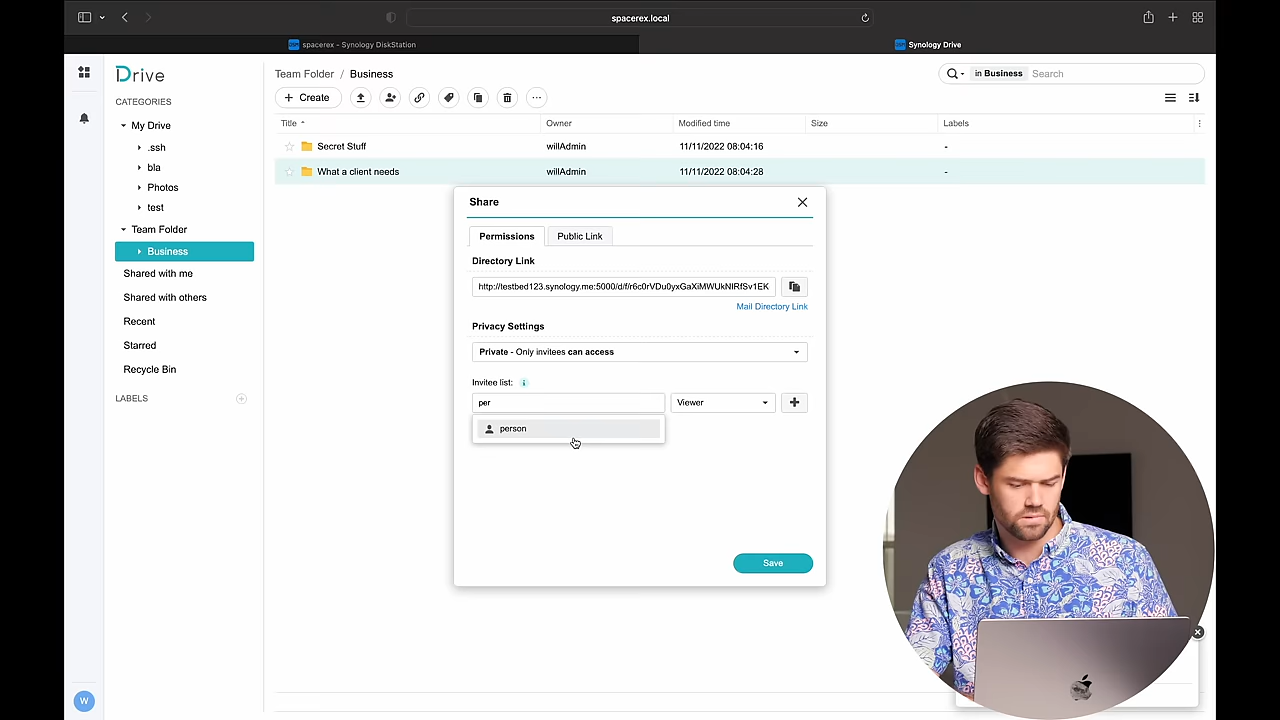 spacerex.local
spacerex - Synology DiskStation
Synology Drive
Drive
CATEGORIES
My Drive
.ssh
bla
Photos
test
Team Folder
Business
Shared with me
Shared with others
Recent
Starred
Recycle Bin
LABELS
W
Team Folder / Business
in Business Search
+ Create
Title Owner Modified time Size Labels
Secret Stuff willAdmin 11/11/2022 08:04:16 -
What a client needs willAdmin 11/11/2022 08:04:28 -
Share
Permissions Public Link
Directory Link
http://testbed123.synology.me:5000/d/f/r6c0rVDu0yxGaXiMWUkNIRfSv1EK
Mail Directory Link
Privacy Settings
Private - Only invitees can access
Invitee list: i
per Viewer
person
Save